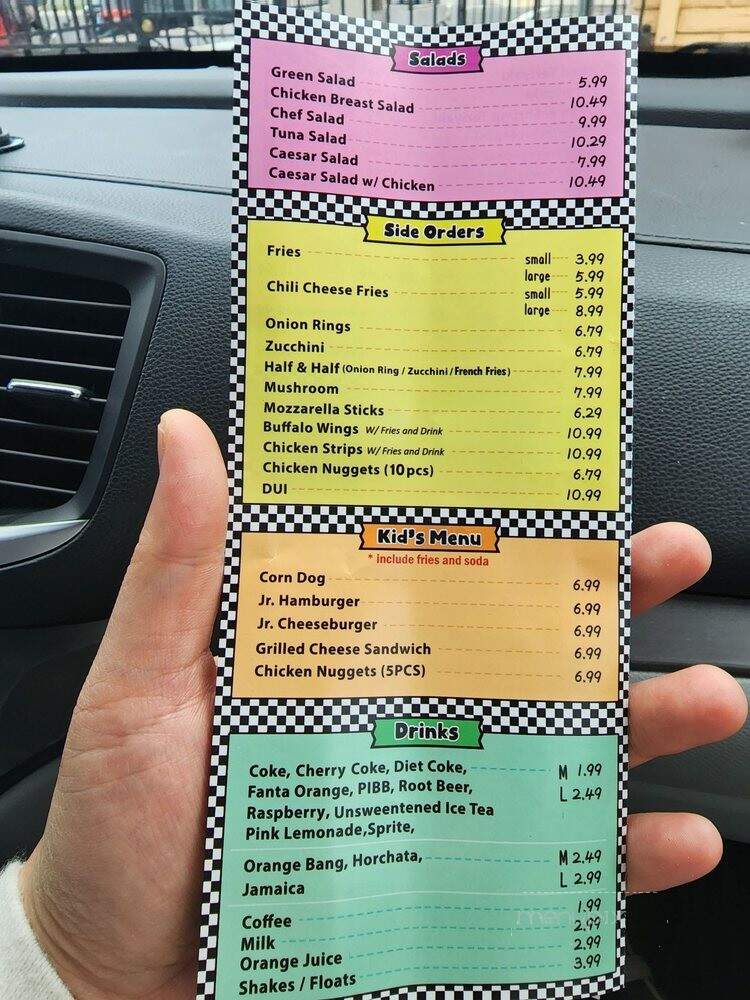 Salads
Green Salad 5.99
Chicken Breast Salad 10.49
Chef Salad 9.99
Tuna Salad 10.29
Caesar Salad 7.99
Caesar Salad w/ Chicken 10.49
Side Orders
Fries small 3.99
large 5.99
Chili Cheese Fries small 5.99
large 8.99
Onion Rings 6.79
Zucchini 6.79
Half & Half (Onion Ring / Zucchini / French Fries) 7.99
Mushroom 7.99
Mozzarella Sticks 6.29
Buffalo Wings W/ Fries and Drink 10.99
Chicken Strips W/ Fries and Drink 10.99
Chicken Nuggets (10 pcs) 6.79
DUI 10.99
Kid's Menu
* include fries and soda
Corn Dog 6.99
Jr. Hamburger 6.99
Jr. Cheeseburger 6.99
Grilled Cheese Sandwich 6.99
Chicken Nuggets (5PCS) 6.99
Drinks
Coke, Cherry Coke, Diet Coke, M 1.99
Fanta Orange, PIBB, Root Beer, L 2.49
Raspberry, Unsweentened Ice Tea
Pink Lemonade,Sprite,
Orange Bang, Horchata, M 2.49
Jamaica L 2.99
Coffee 1.99
Milk 2.99
Orange Juice 2.99
Shakes / Floats 3.99